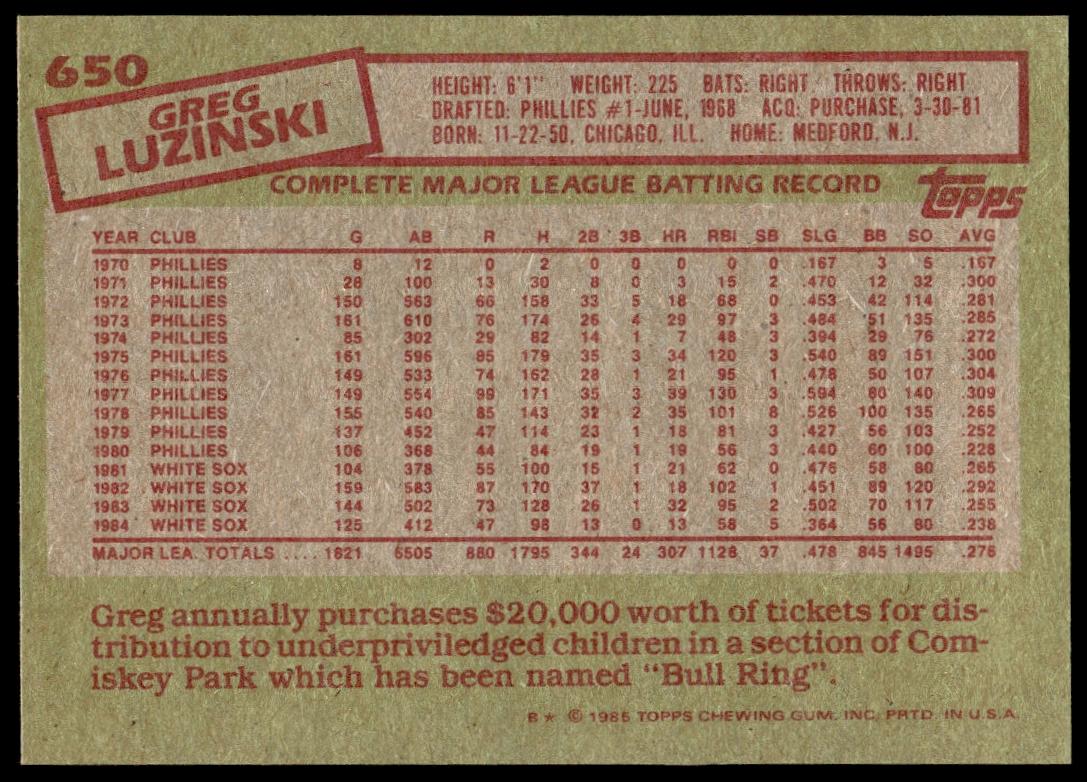 650
GREG
LUZINSKI
HEIGHT: 6'1" WEIGHT: 225 BATS: RIGHT THROWS: RIGHT
DRAFTED: PHILLIES #1-JUNE, 1968 ACQ: PURCHASE, 3-30-81
BORN: 11-22-50, CHICAGO, ILL. HOME: MEDFORD, N.J.
COMPLETE MAJOR LEAGUE BATTING RECORD
topps
YEAR CLUB G AB R H 2B 3B HR RBI SB SLG BB SO AVG
1970 PHILLIES 8 12 0 2 0 0 0 0 0 .167 3 5 .167
1971 PHILLIES 28 100 13 30 8 0 3 15 2 .470 12 32 .300
1972 PHILLIES 150 563 66 158 33 5 18 68 0 .453 42 114 .281
1973 PHILLIES 161 610 76 174 26 4 29 97 3 .484 51 135 .285
1974 PHILLIES 85 302 29 82 14 1 7 48 3 .394 29 76 .272
1975 PHILLIES 161 596 85 179 35 3 34 120 3 .540 89 151 .300
1976 PHILLIES 149 533 74 162 28 1 21 95 1 .478 50 107 .304
1977 PHILLIES 149 554 99 171 35 3 39 130 3 .594 80 140 .309
1978 PHILLIES 155 540 85 143 32 2 35 101 8 .526 100 135 .265
1979 PHILLIES 137 452 47 114 23 1 18 81 3 .427 56 103 .252
1980 PHILLIES 106 368 44 84 19 1 19 56 3 .440 60 100 .228
1981 WHITE SOX 104 378 55 100 15 1 21 62 0 .476 58 80 .265
1982 WHITE SOX 159 583 87 170 37 1 18 102 1 .451 89 120 .292
1983 WHITE SOX 144 502 73 128 26 1 32 95 2 .502 70 117 .255
1984 WHITE SOX 125 412 47 98 13 0 13 58 5 .364 56 80 .238
MAJOR LEA. TOTALS .... 1821 6505 880 1795 344 24 307 1128 37 .478 845 1495 .276
Greg annually purchases $20,000 worth of tickets for dis-
tribution to underpriviledged children in a section of Com-
iskey Park which has been named "Bull Ring".
B★ © 1985 TOPPS CHEWING GUM, INC. PRTD. IN U.S.A.